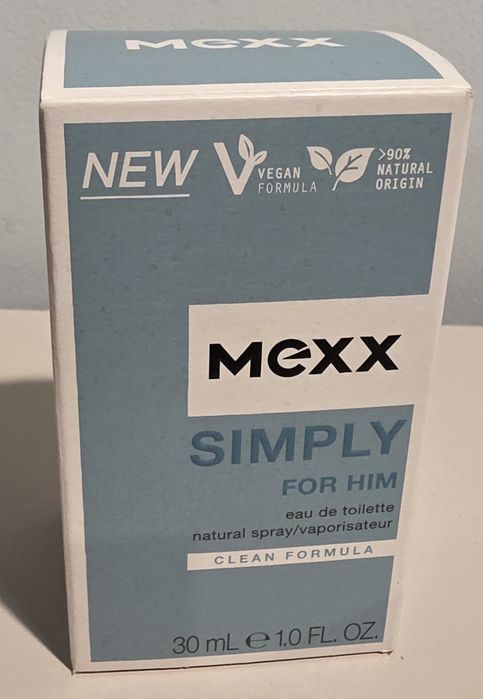 mexx
NEW
VEGAN
FORMULA
>90%
NATURAL
ORIGIN
mexx
SIMPLY
FOR HIM
eau de toilette
natural spray/vaporisateur
CLEAN FORMULA
30 mL ℮ 1.0 FL. OZ.